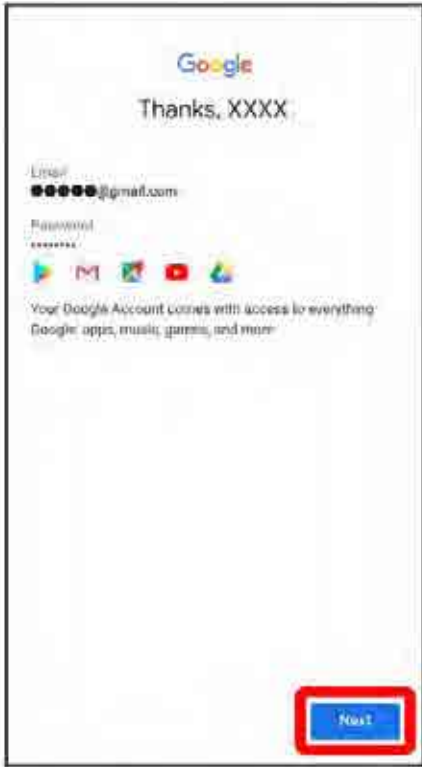 Google
Thanks, XXXX
Email
●●●●●@gmail.com
Password
••••••••
Your Google Account comes with access to everything
Google: apps, music, games, and more
Next